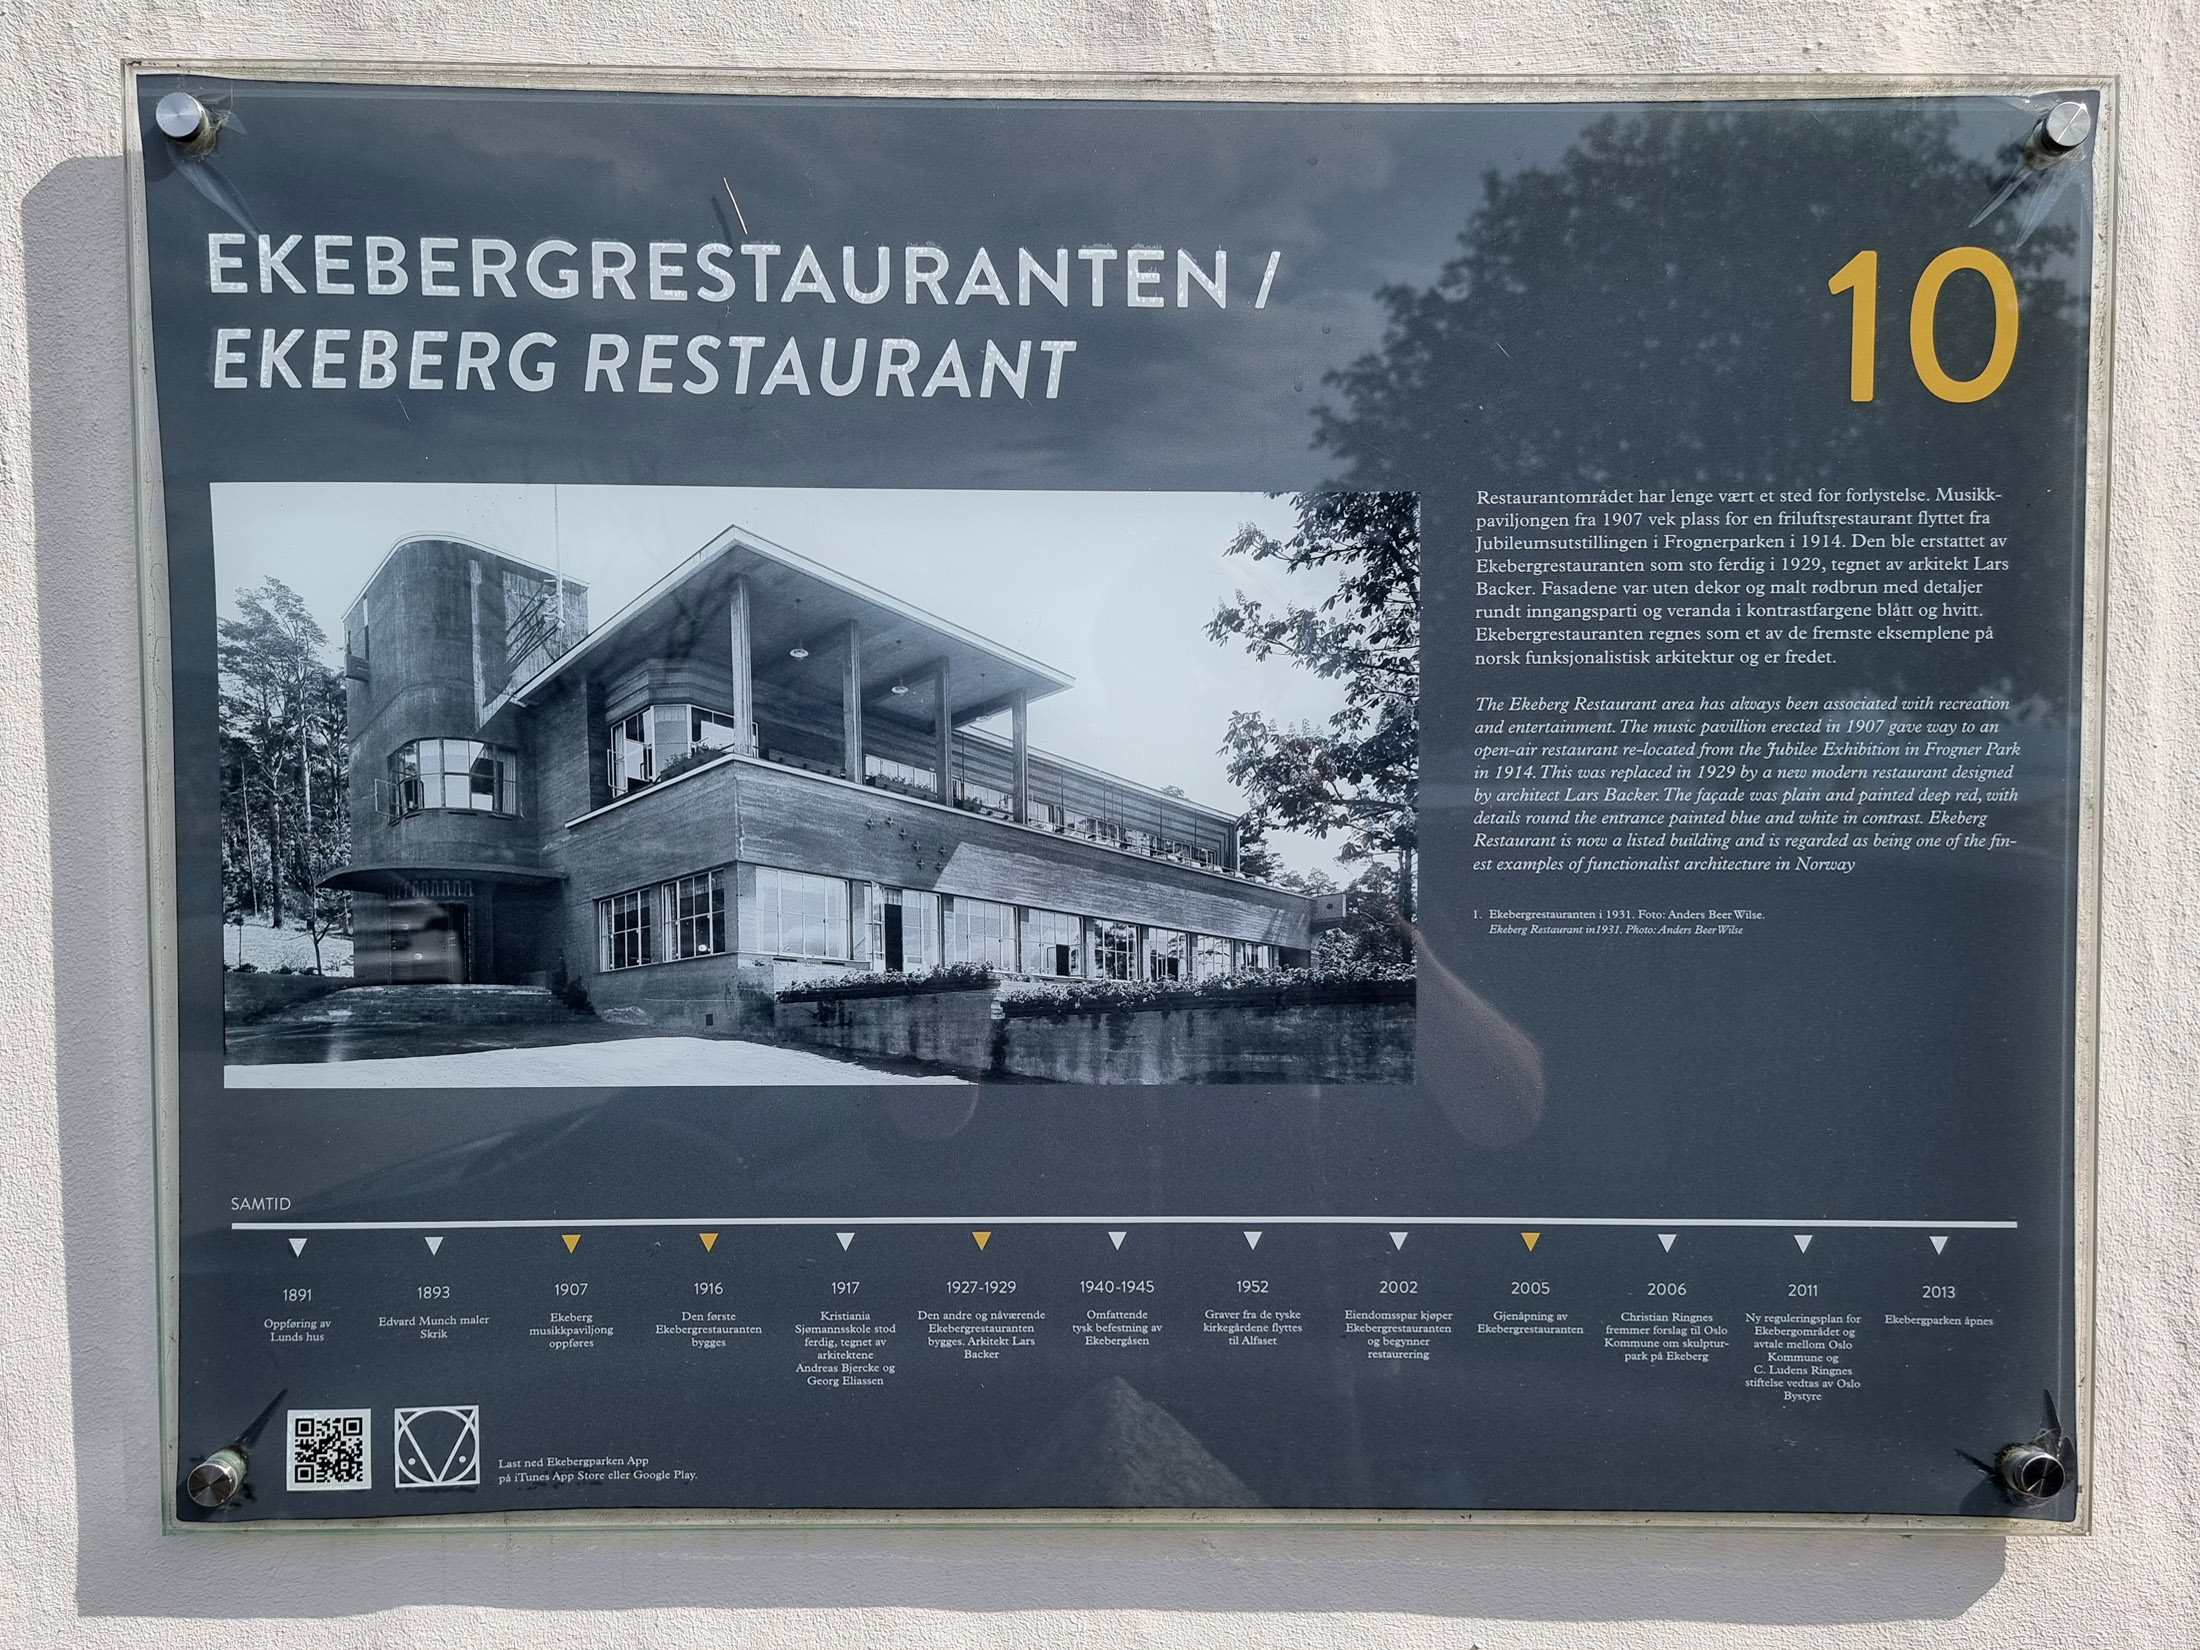 EKEBERGRESTAURANTEN /
EKEBERG RESTAURANT
10
Restaurantområdet har lenge vært et sted for forlystelse. Musikk-
paviljongen fra 1907 vek plass for en friluftsrestaurant flyttet fra
Jubileumsutstillingen i Frognerparken i 1914. Den ble erstattet av
Ekebergrestauranten som sto ferdig i 1929, tegnet av arkitekt Lars
Backer. Fasadene var uten dekor og malt rødbrun med detaljer
rundt inngangsparti og veranda i kontrastfargene blått og hvitt.
Ekebergrestauranten regnes som et av de fremste eksemplene på
norsk funksjonalistisk arkitektur og er fredet.
The Ekeberg Restaurant area has always been associated with recreation
and entertainment. The music pavillion erected in 1907 gave way to an
open-air restaurant re-located from the Jubilee Exhibition in Frogner Park
in 1914. This was replaced in 1929 by a new modern restaurant designed
by architect Lars Backer. The façade was plain and painted deep red, with
details round the entrance painted blue and white in contrast. Ekeberg
Restaurant is now a listed building and is regarded as being one of the fin-
est examples of functionalist architecture in Norway
1. Ekebergrestauranten i 1931. Foto: Anders Beer Wilse.
Ekeberg Restaurant in1931. Photo: Anders Beer Wilse
SAMTID
1891
Oppføring av
Lunds hus
1893
Edvard Munch maler
Skrik
1907
Ekeberg
musikkpaviljong
oppføres
1916
Den første
Ekebergrestauranten
bygges
1917
Kristiania
Sjømannsskole stod
ferdig, tegnet av
arkitektene
Andreas Bjercke og
Georg Eliassen
1927-1929
Den andre og nåværende
Ekebergrestauranten
bygges. Arkitekt Lars
Backer
1940-1945
Omfattende
tysk befestning av
Ekebergåsen
1952
Graver fra de tyske
kirkegårdene flyttes
til Alfaset
2002
Eiendomsspar kjøper
Ekebergrestauranten
og begynner
restaurering
2005
Gjenåpning av
Ekebergrestauranten
2006
Christian Ringnes
fremmer forslag til Oslo
Kommune om skulptur-
park på Ekeberg
2011
Ny reguleringsplan for
Ekebergområdet og
avtale mellom Oslo
Kommune og
C. Ludens Ringnes
stiftelse vedtas av Oslo
Bystyre
2013
Ekebergparken åpnes
Last ned Ekebergparken App
på iTunes App Store eller Google Play.